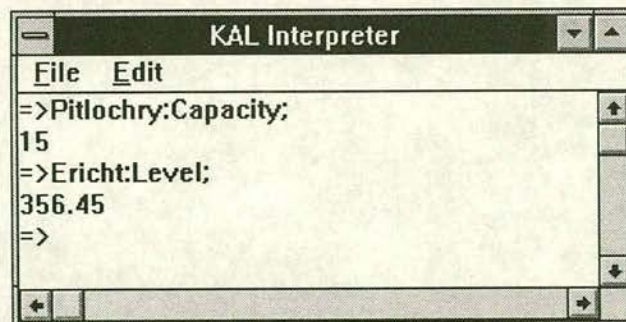 KAL Interpreter
File Edit
=>Pitlochry:Capacity;
15
=>Ericht:Level;
356.45
=>